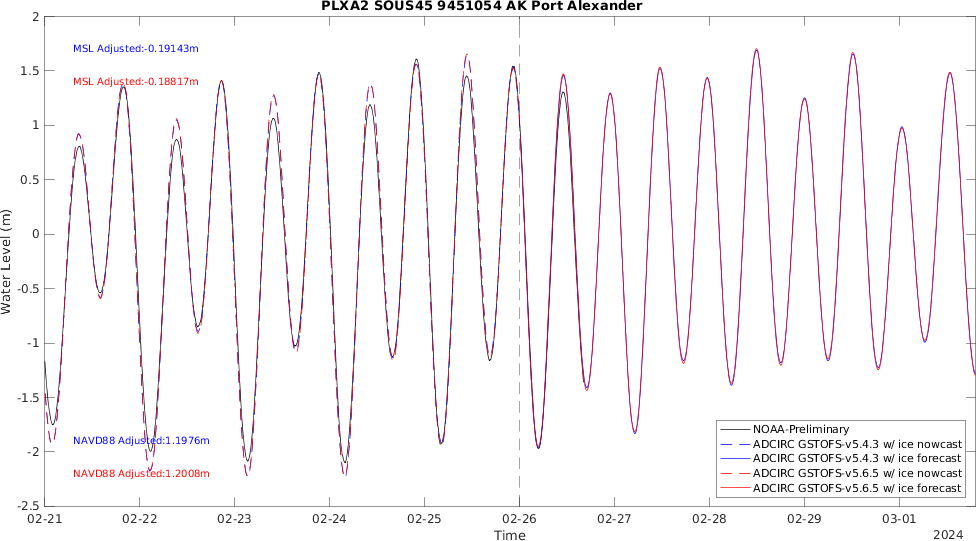 PLXA2 SOUS45 9451054 AK Port Alexander
2
1.5
1
0.5
0
-0.5
-1
-1.5
-2
-2.5
Water Level (m)
MSL Adjusted:-0.19143m
MSL Adjusted:-0.18817m
NAVD88 Adjusted:1.1976m
NAVD88 Adjusted:1.2008m
NOAA-Preliminary
ADCIRC GSTOFS-v5.4.3 w/ ice nowcast
ADCIRC GSTOFS-v5.4.3 w/ ice forecast
ADCIRC GSTOFS-v5.6.5 w/ ice nowcast
ADCIRC GSTOFS-v5.6.5 w/ ice forecast
02-21 02-22 02-23 02-24 02-25 02-26 02-27 02-28 02-29 03-01
Time
2024